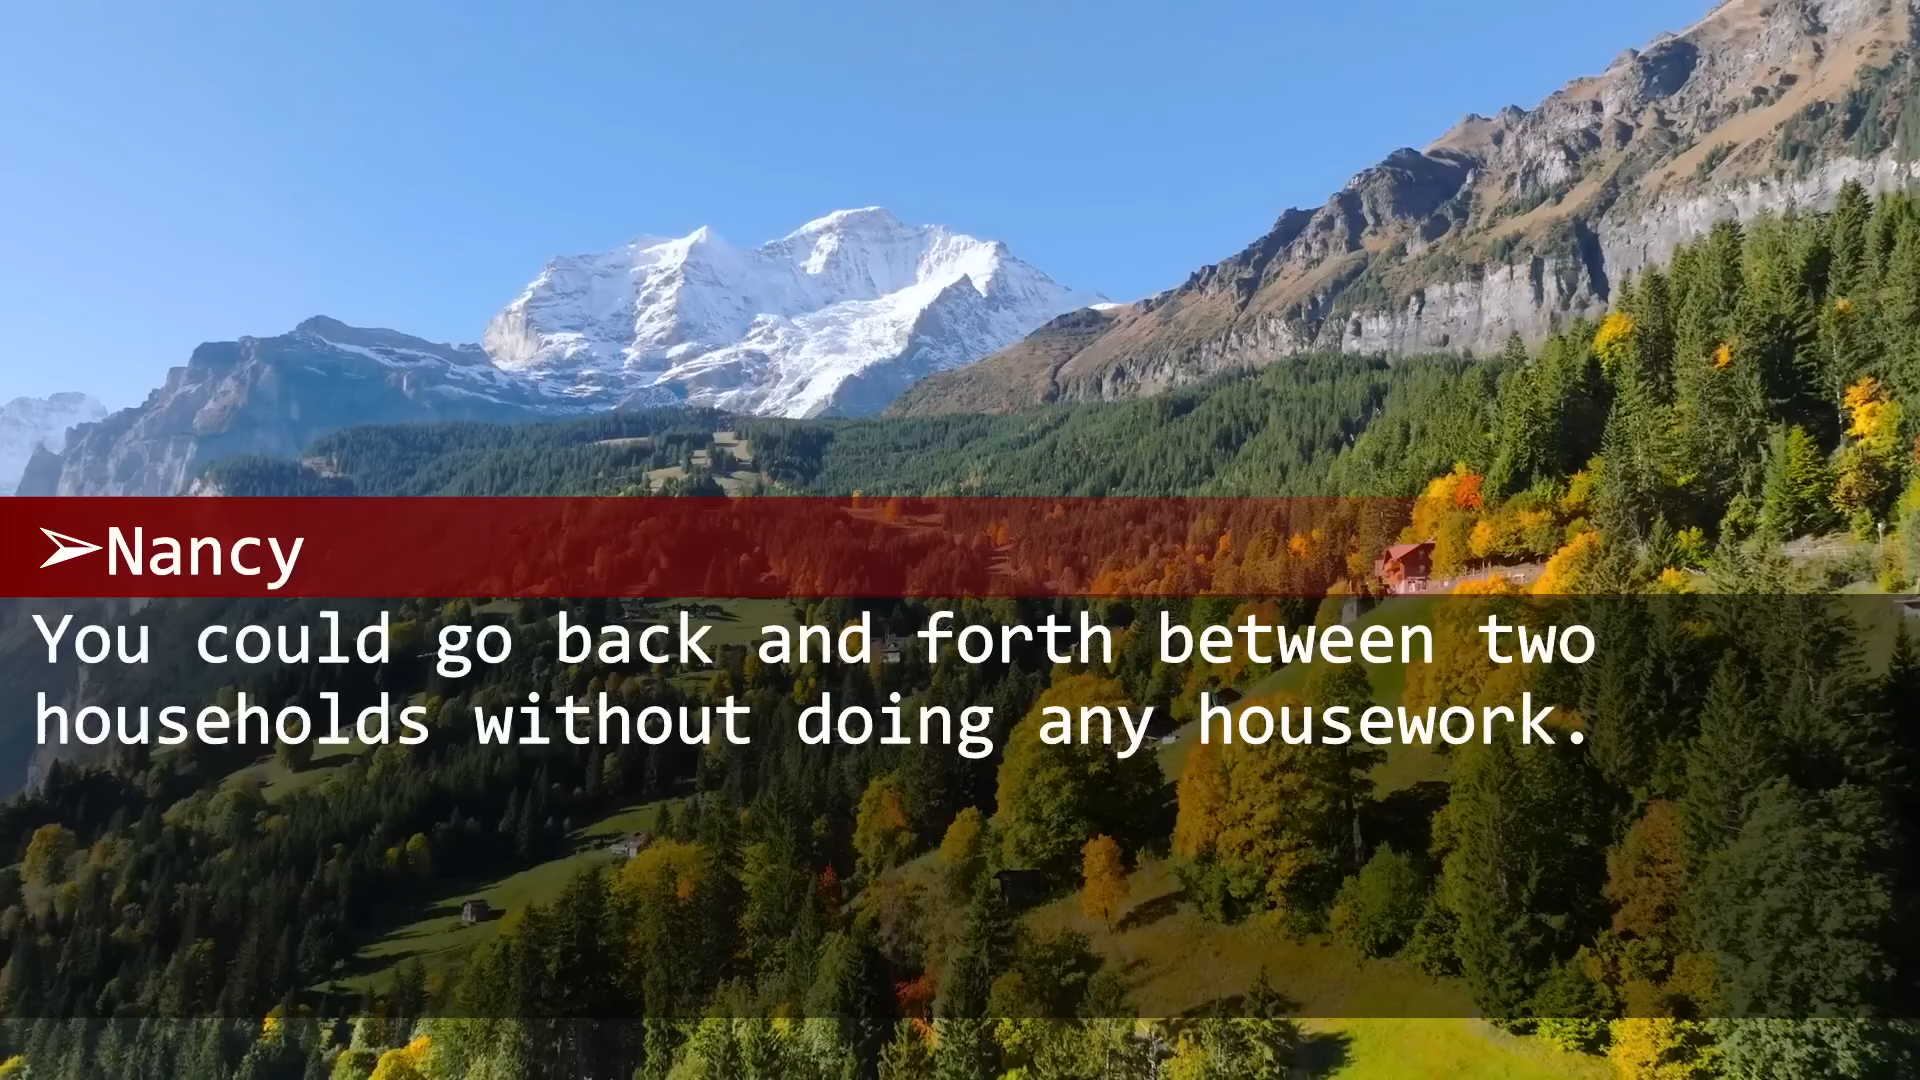 ➢Nancy
You could go back and forth between two
households without doing any housework.